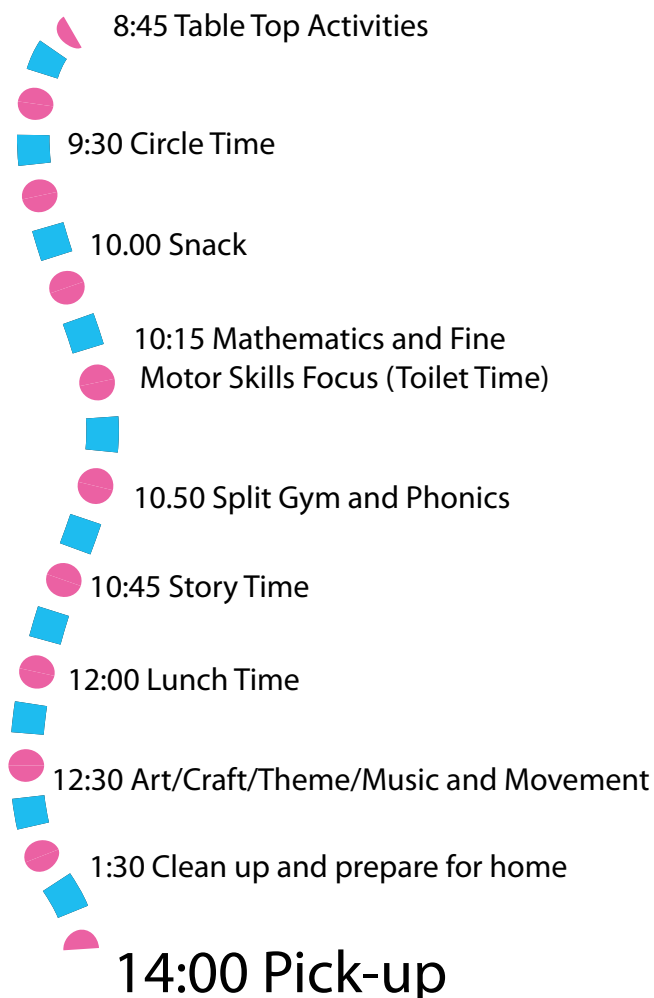 8:45 Table Top Activities
9:30 Circle Time
10.00 Snack
10:15 Mathematics and Fine
Motor Skills Focus (Toilet Time)
10.50 Split Gym and Phonics
10:45 Story Time
12:00 Lunch Time
12:30 Art/Craft/Theme/Music and Movement
1:30 Clean up and prepare for home
14:00 Pick-up